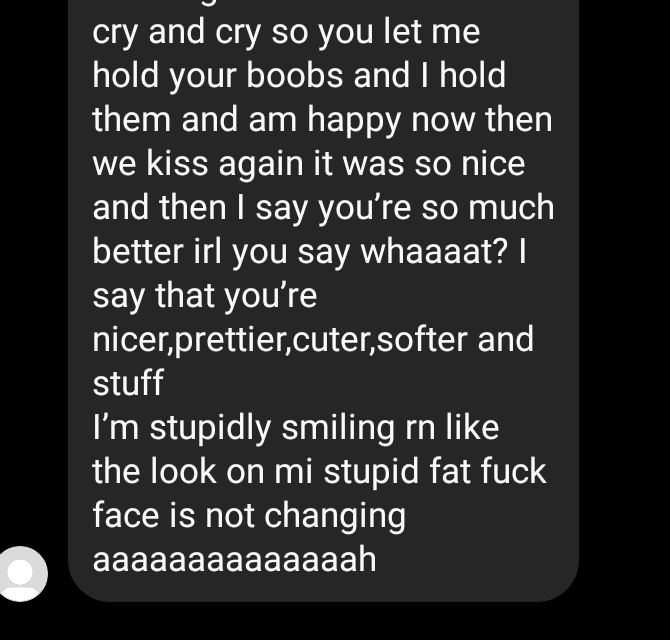 cry and cry so you let me
hold your boobs and I hold
them and am happy now then
we kiss again it was so nice
and then I say you’re so much
better irl you say whaaaat? I
say that you’re
nicer,prettier,cuter,softer and
stuff
I’m stupidly smiling rn like
the look on mi stupid fat fuck
face is not changing
aaaaaaaaaaaaaaah